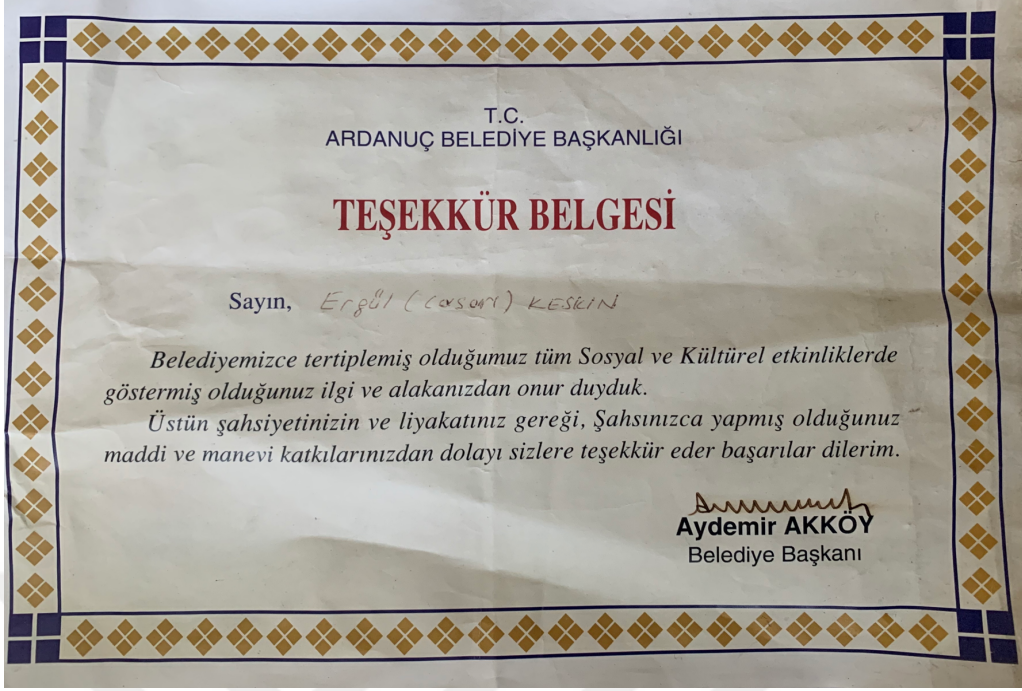 T.C.
ARDANUÇ BELEDİYE BAŞKANLIĞI
TEŞEKKÜR BELGESİ
Sayın, Ergül ( ) KESKİN
Belediyemizce tertiplemiş olduğumuz tüm Sosyal ve Kültürel etkinliklerde
göstermiş olduğunuz ilgi ve alakanızdan onur duyduk.
Üstün şahsiyetinizin ve liyakatınız gereği, Şahsınızca yapmış olduğunuz
maddi ve manevi katkılarınızdan dolayı sizlere teşekkür eder başarılar dilerim.
Aydemir AKKÖY
Belediye Başkanı